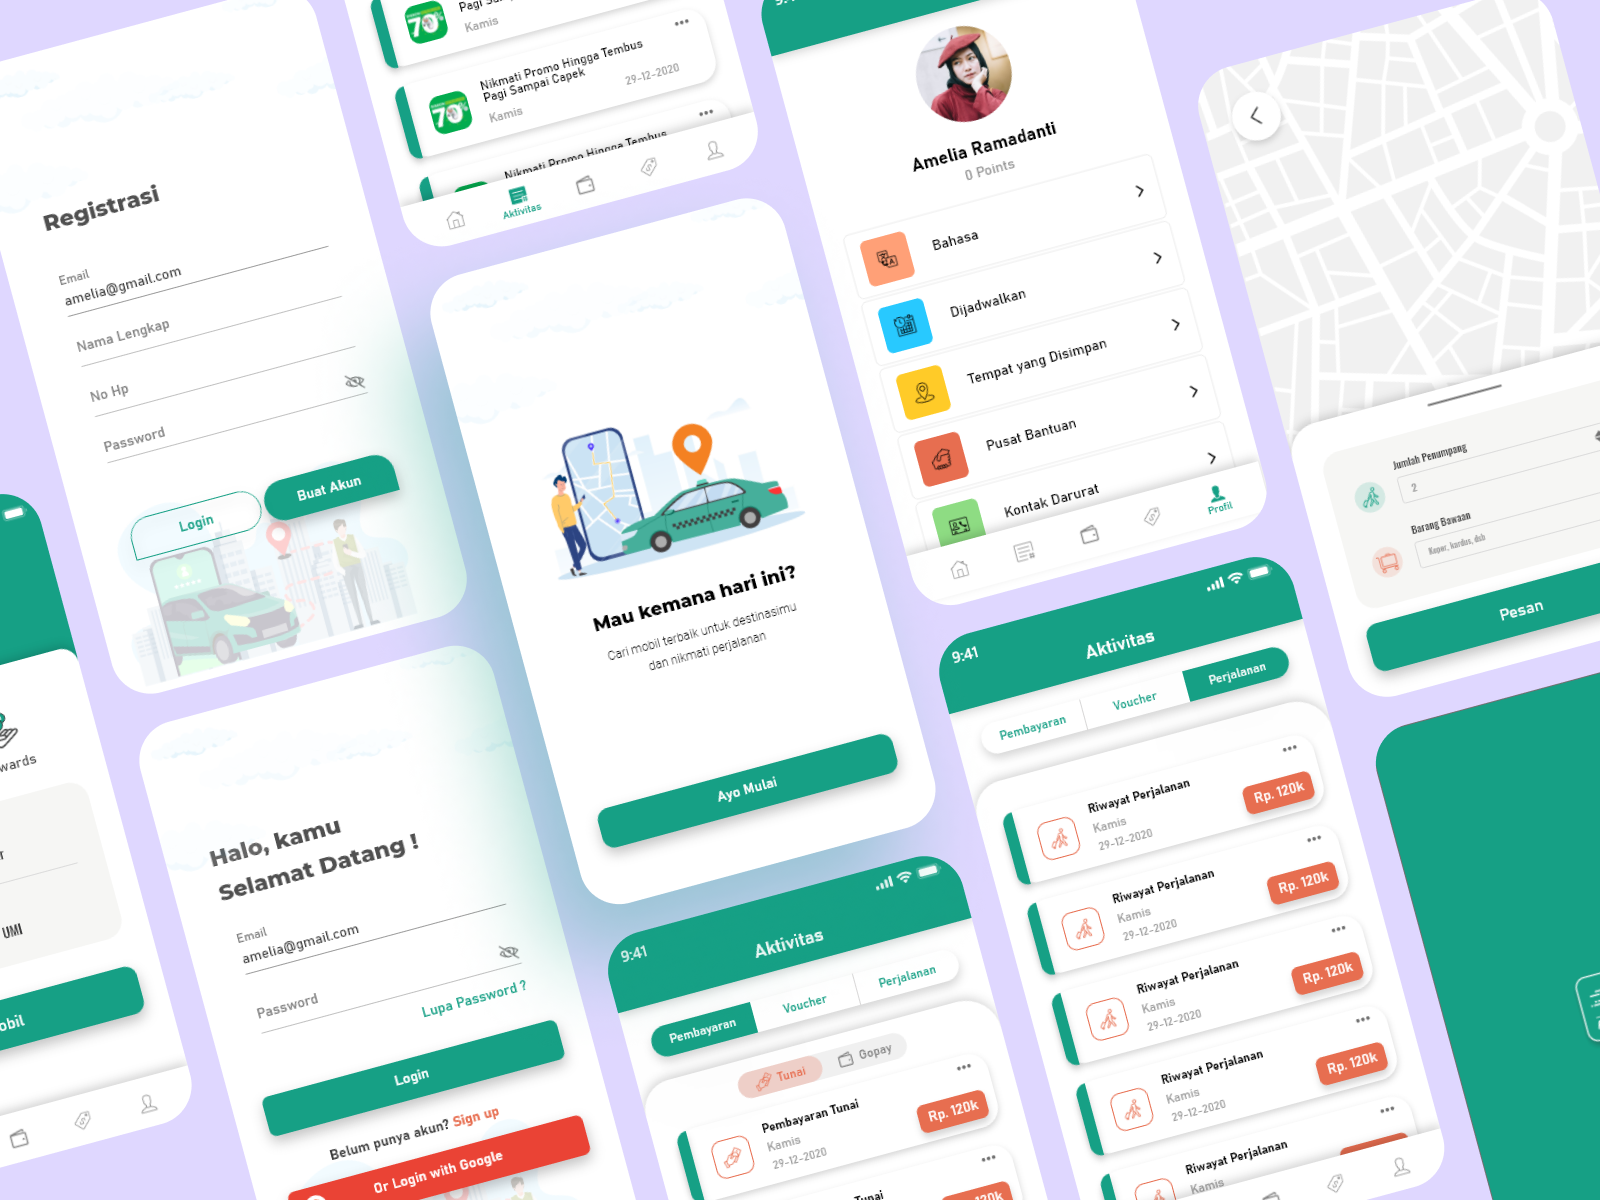 Registrasi
Email
amelia@gmail.com
Nama Lengkap
No Hp
Password
Login
Buat Akun
Kamis
70%
Nikmati Promo Hingga Tembus
Pagi Sampai Capek
Kamis
29-12-2020
70%
Nikmati Promo Hingga Tembus
Aktivitas
Mau kemana hari ini?
Cari mobil terbaik untuk destinasimu
dan nikmati perjalanan
Ayo Mulai
9:41
Amelia Ramadanti
0 Points
Bahasa
Dijadwalkan
Tempat yang Disimpan
Pusat Bantuan
Kontak Darurat
Profil
Jumlah Penumpang
2
Barang Bawaan
Koper, kardus, dsb
Pesan
wards
r
UMI
obil
Halo, kamu
Selamat Datang !
Email
amelia@gmail.com
Password
Lupa Password ?
Login
Belum punya akun? Sign up
Or Login with Google
9:41
Aktivitas
Pembayaran
Voucher
Perjalanan
Tunai
Gopay
Pembayaran Tunai
Kamis
29-12-2020
Rp. 120k
Tunai
120k
9:41
Aktivitas
Pembayaran
Voucher
Perjalanan
Riwayat Perjalanan
Kamis
29-12-2020
Rp. 120k
Riwayat Perjalanan
Kamis
29-12-2020
Rp. 120k
Riwayat Perjalanan
Kamis
29-12-2020
Rp. 120k
Riwayat Perjalanan
Kamis
29-12-2020
Rp. 120k
Riwayat Perjalanan
Kamis